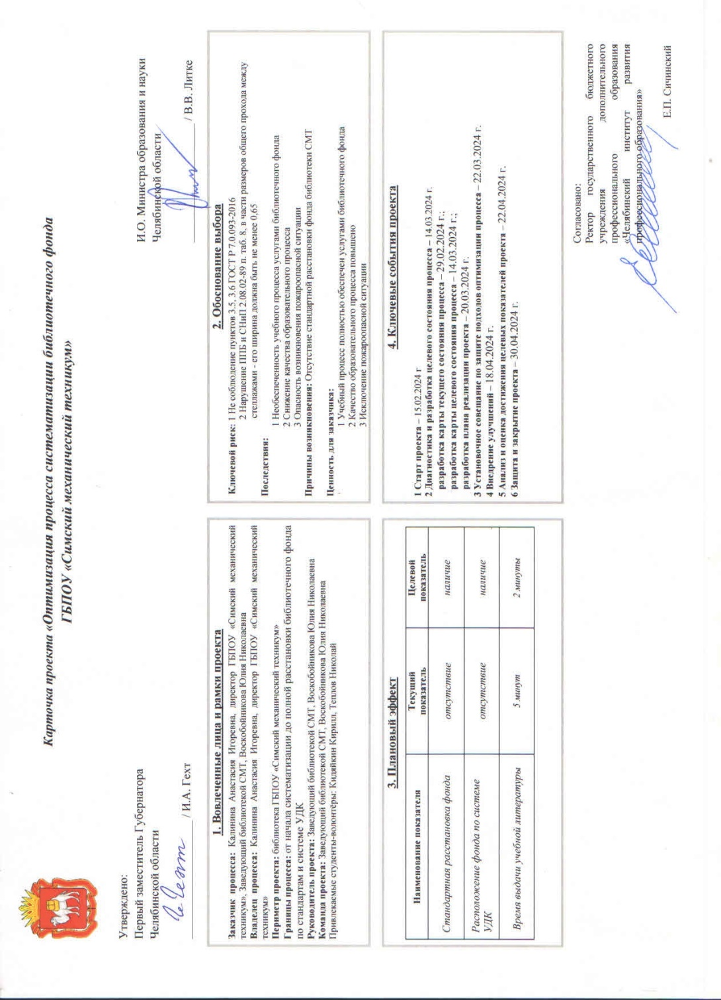 Карточка проекта «Оптимизация процесса систематизации библиотечного фонда
ГБПОУ «Симский механический техникум»
Утверждено:
Первый заместитель Губернатора
Челябинской области
/ И.А. Гехт
И.О. Министра образования и науки
Челябинской области
/ В.В. Литке
1. Вовлеченные лица и рамки проекта
Заказчик процесса: Калинина Анастасия Игоревна, директор ГБПОУ «Симский механический
техникум», Заведующий библиотекой СМТ, Воскобойникова Юлия Николаевна
Владелец процесса: Калинина Анастасия Игоревна, директор ГБПОУ «Симский механический
техникум»
Периметр проекта: библиотека ГБПОУ «Симский механический техникум»
Границы процесса: от начала систематизации до полной расстановки библиотечного фонда
по стандартам и системе УДК
Руководитель проекта: Заведующий библиотекой СМТ, Воскобойникова Юлия Николаевна
Команда проекта: Заведующий библиотекой СМТ, Воскобойникова Юлия Николаевна
Привлекаемые студенты-волонтёры: Кидяйкин Кирилл, Теплов Николай
2. Обоснование выбора
Ключевой риск: 1 Не соблюдение пунктов 3.5, 3.6 ГОСТ Р 7.0.093-2016
2 Нарушение ППБ и СНиП 2.08.02-89 п. таб. 8, в части размеров общего прохода между
стеллажами - его ширина должна быть не менее 0,65
Последствия:
1 Необеспеченность учебного процесса услугами библиотечного фонда
2 Снижение качества образовательного процесса
3 Опасность возникновения пожароопасной ситуации
Причины возникновения: Отсутствие стандартной расстановки фонда библиотеки СМТ
Ценность для заказчика:
1 Учебный процесс полностью обеспечен услугами библиотечного фонда
2 Качество образовательного процесса повышено
3 Исключение пожароопасной ситуации
3. Плановый эффект
Наименование показателя
Текущий
показатель
Целевой
показатель
Стандартная расстановка фонда
отсутствие
наличие
Расположение фонда по системе
УДК
отсутствие
наличие
Время выдачи учебной литературы
5 минут
2 минуты
4. Ключевые события проекта
1 Старт проекта – 15.02.2024 г
2 Диагностика и разработка целевого состояния процесса – 14.03.2024 г.
разработка карты текущего состояния процесса – 29.02.2024 г.;
разработка карты целевого состояния процесса – 14.03.2024 г.;
разработка плана реализации проекта – 20.03.2024 г.
3 Установочное совещание по защите подходов оптимизации процесса – 22.03.2024 г.
4 Внедрение улучшений – 18.04.2024 г.
5 Анализ и оценка достижения целевых показателей проекта – 22.04.2024 г.
6 Защита и закрытие проекта – 30.04.2024 г.
Согласовано:
Ректор государственного бюджетного
учреждения дополнительного
профессионального образования
«Челябинский институт развития
профессионального образования»
Е.П. Сичинский